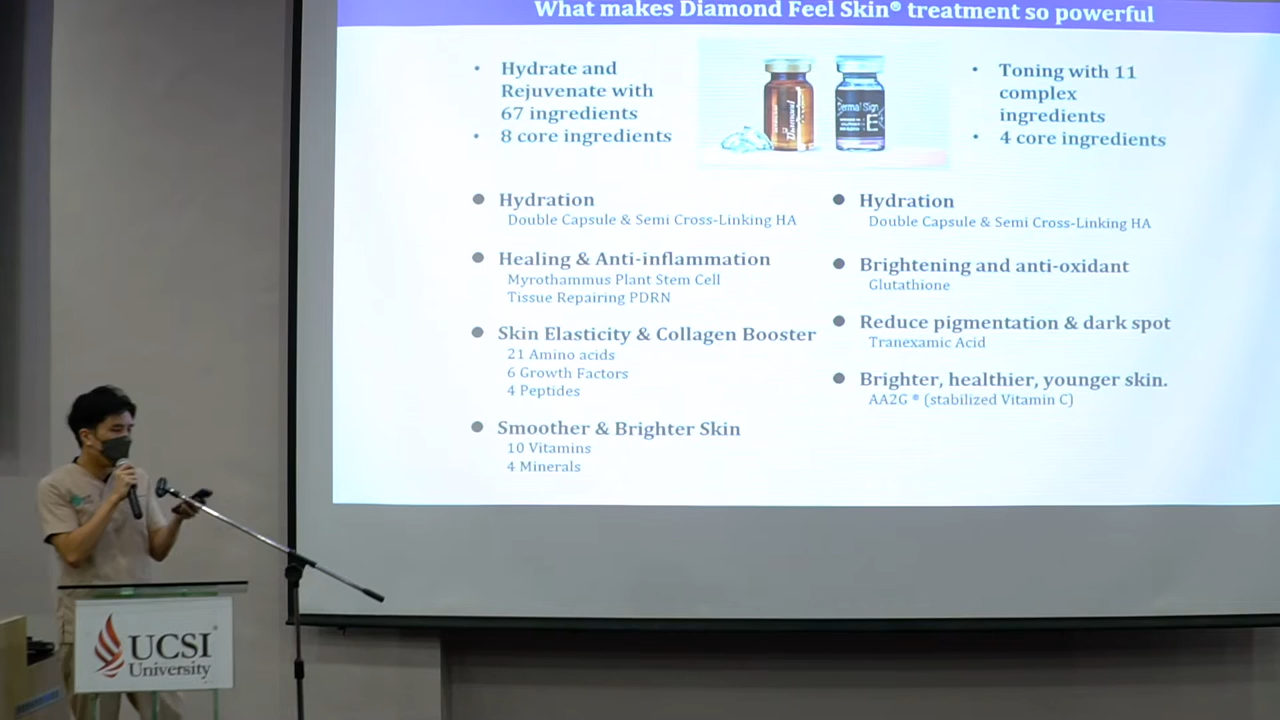 What makes Diamond Feel Skin® treatment so powerful
• Hydrate and
Rejuvenate with
67 ingredients
• 8 core ingredients
Diamond
Dermal Sign
E
• Toning with 11
complex
ingredients
• 4 core ingredients
● Hydration
Double Capsule & Semi Cross-Linking HA
● Healing & Anti-inflammation
Myrothammus Plant Stem Cell
Tissue Repairing PDRN
● Skin Elasticity & Collagen Booster
21 Amino acids
6 Growth Factors
4 Peptides
● Smoother & Brighter Skin
10 Vitamins
4 Minerals
● Hydration
Double Capsule & Semi Cross-Linking HA
● Brightening and anti-oxidant
Glutathione
● Reduce pigmentation & dark spot
Tranexamic Acid
● Brighter, healthier, younger skin.
AA2G ® (stabilized Vitamin C)
UCSI
University